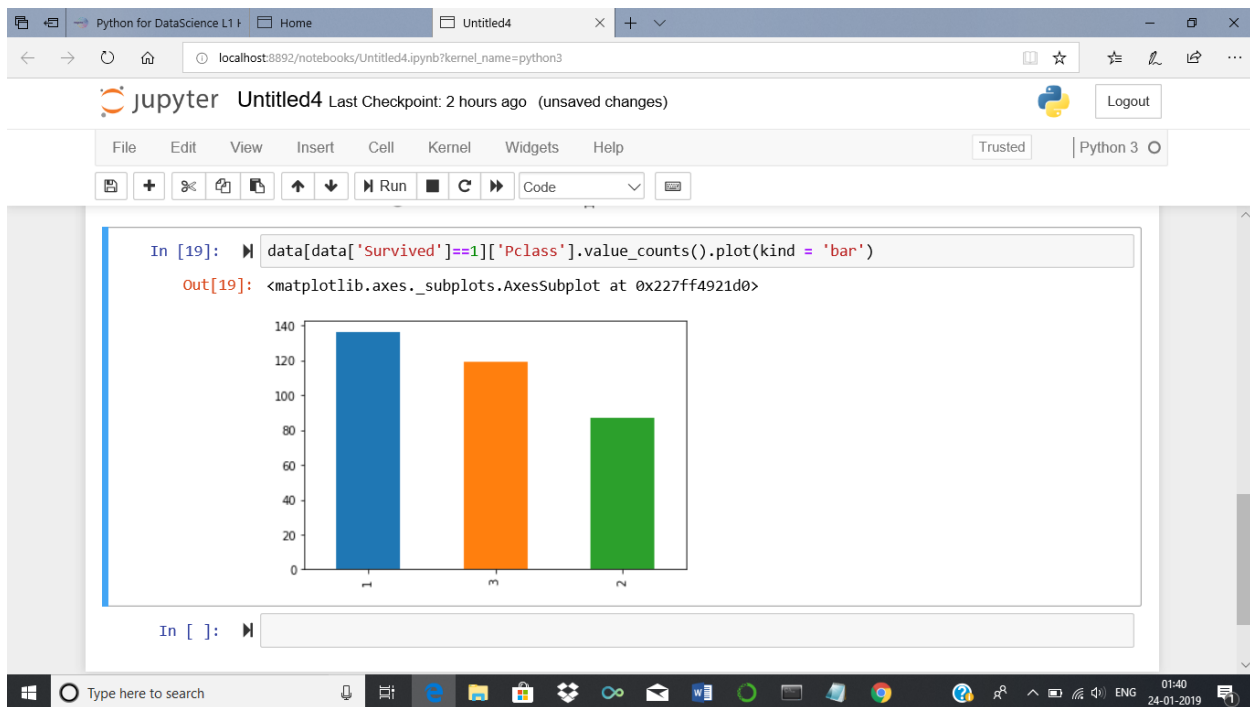 Python for DataScience L1 H
Home
Untitled4
localhost:8892/notebooks/Untitled4.ipynb?kernel_name=python3
jupyter Untitled4 Last Checkpoint: 2 hours ago (unsaved changes)
Logout
File Edit View Insert Cell Kernel Widgets Help
Trusted
Python 3
Run
Code
In [19]: data[data['Survived']==1]['Pclass'].value_counts().plot(kind = 'bar')
Out[19]: <matplotlib.axes._subplots.AxesSubplot at 0x227ff4921d0>
140
120
100
80
60
40
20
0
1 3 2
In [ ]:
Type here to search
ENG
01:40
24-01-2019